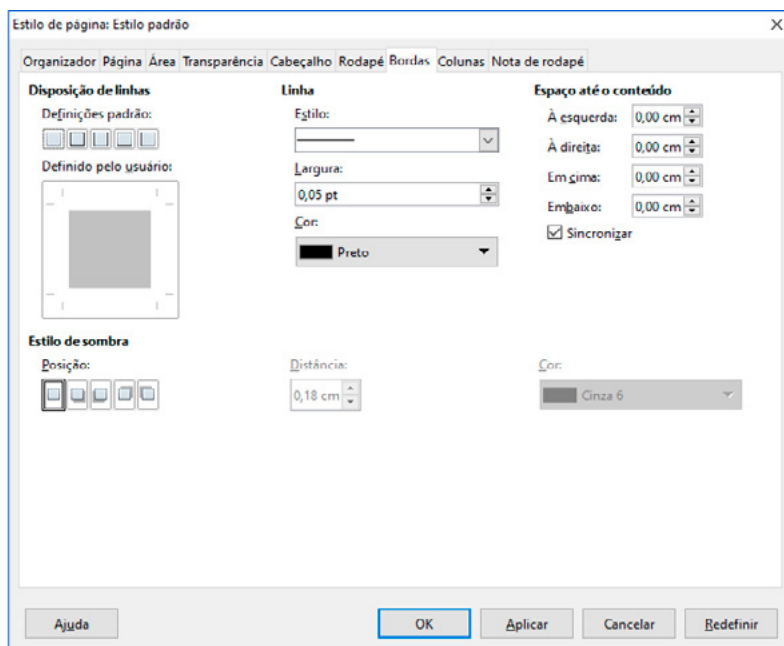 Estilo de página: Estilo padrão
Organizador Página Área Transparência Cabeçalho Rodapé Bordas Colunas Nota de rodapé
Disposição de linhas
Definições padrão:
Definido pelo usuário:
Linha
Estilo:
Largura:
0,05 pt
Cor:
Preto
Espaço até o conteúdo
À esquerda: 0,00 cm
À direita: 0,00 cm
Em cima: 0,00 cm
Embaixo: 0,00 cm
Sincronizar
Estilo de sombra
Posição:
Distância:
0,18 cm
Cor:
Cinza 6
Ajuda OK Aplicar Cancelar Redefinir